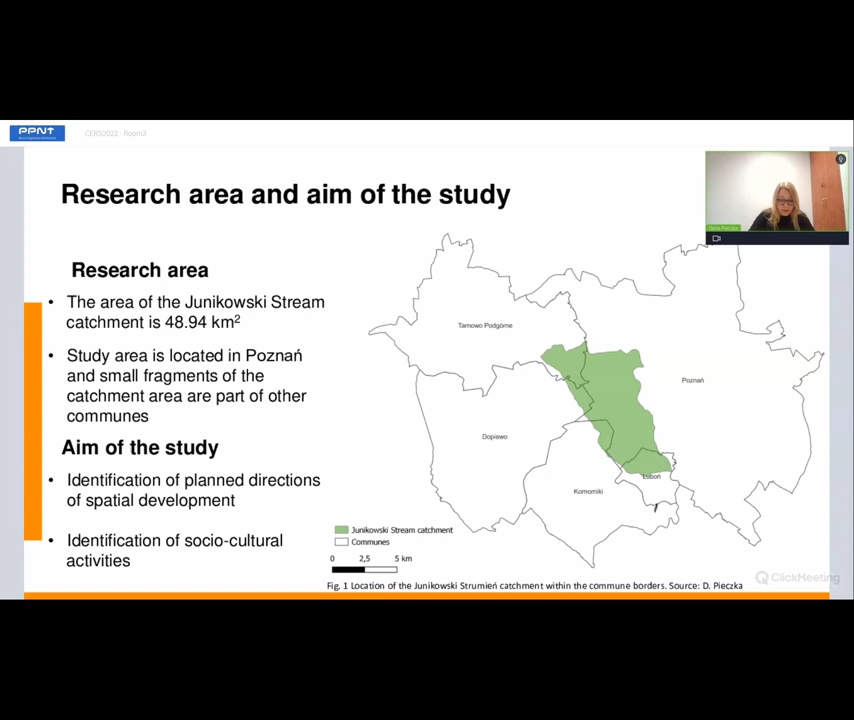 PPNT
CERS2022 - Room3
Research area and aim of the study
Research area
• The area of the Junikowski Stream
catchment is 48.94 km²
• Study area is located in Poznań
and small fragments of the
catchment area are part of other
communes
Aim of the study
• Identification of planned directions
of spatial development
• Identification of socio-cultural
activities
Tarnowo Podgórne
Poznań
Dopiewo
Komorniki
Luboń
Junikowski Stream catchment
Communes
0 2,5 5 km
Fig. 1 Location of the Junikowski Strumień catchment within the commune borders. Source: D. Pieczka
ClickMeeting